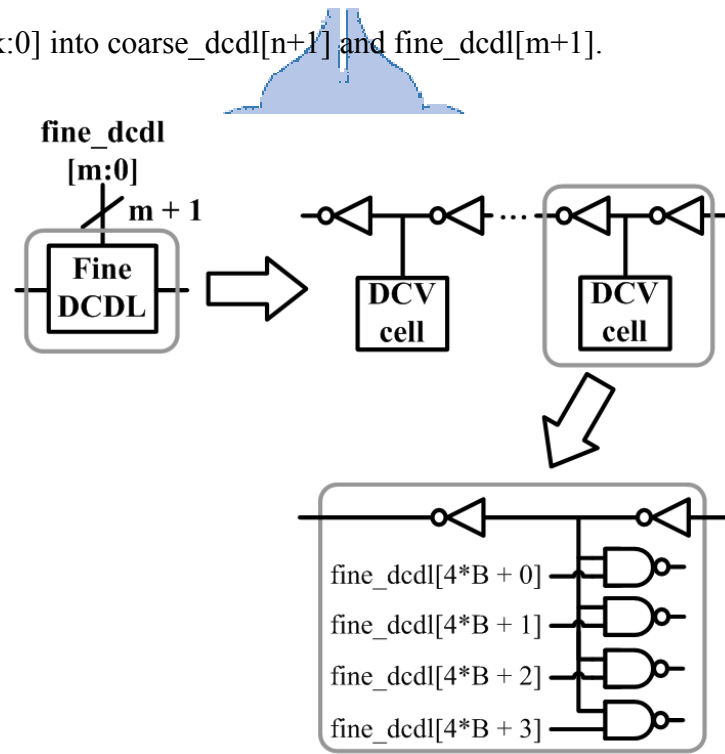 :0] into coarse_dcdl[n+1] and fine_dcdl[m+1].
fine_dcdl
[m:0]
m + 1
Fine
DCDL
DCV
cell
...
DCV
cell
fine_dcdl[4*B + 0]
fine_dcdl[4*B + 1]
fine_dcdl[4*B + 2]
fine_dcdl[4*B + 3]